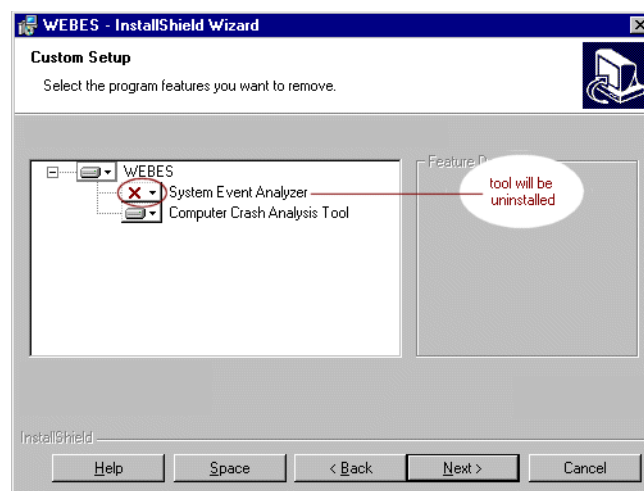 WEBES - InstallShield Wizard
Custom Setup
Select the program features you want to remove.
WEBES
System Event Analyzer
Computer Crash Analysis Tool
Feature
tool will be
uninstalled
InstallShield
Help
Space
< Back
Next >
Cancel